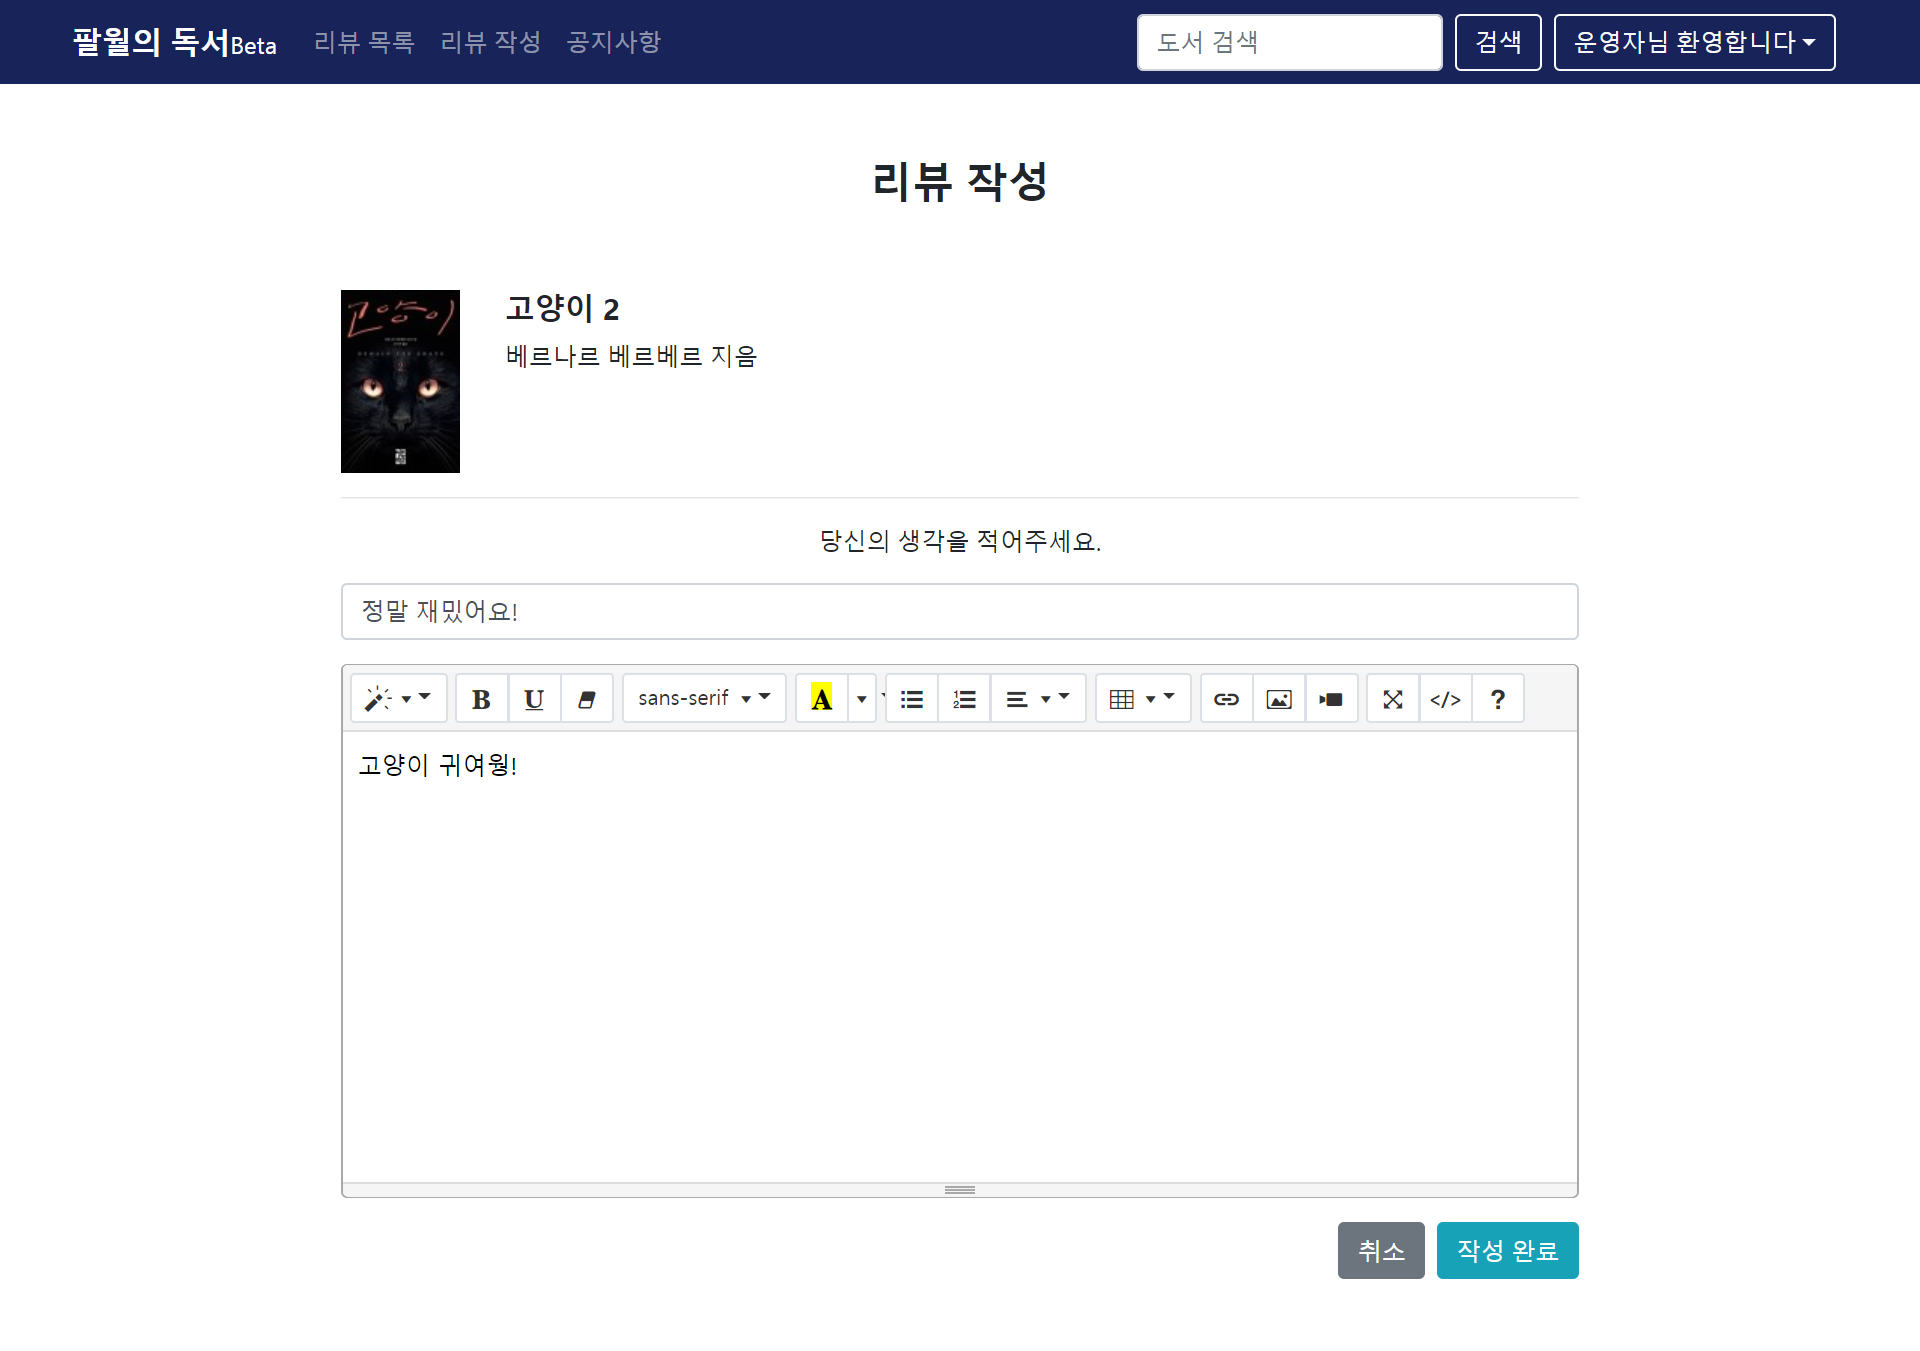 팔월의 독서Beta 리뷰 목록 리뷰 작성 공지사항 도서 검색 검색 운영자님 환영합니다
리뷰 작성
고양이
2
고양이 2
베르나르 베르베르 지음
당신의 생각을 적어주세요.
정말 재밌어요!
B U sans-serif A </> ?
고양이 귀여웡!
취소 작성 완료